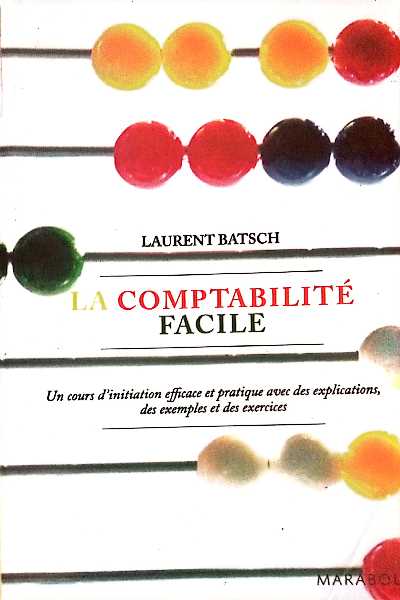 LAURENT BATSCH
LA COMPTABILITÉ
FACILE
Un cours d'initiation efficace et pratique avec des explications,
des exemples et des exercices
MARABOU